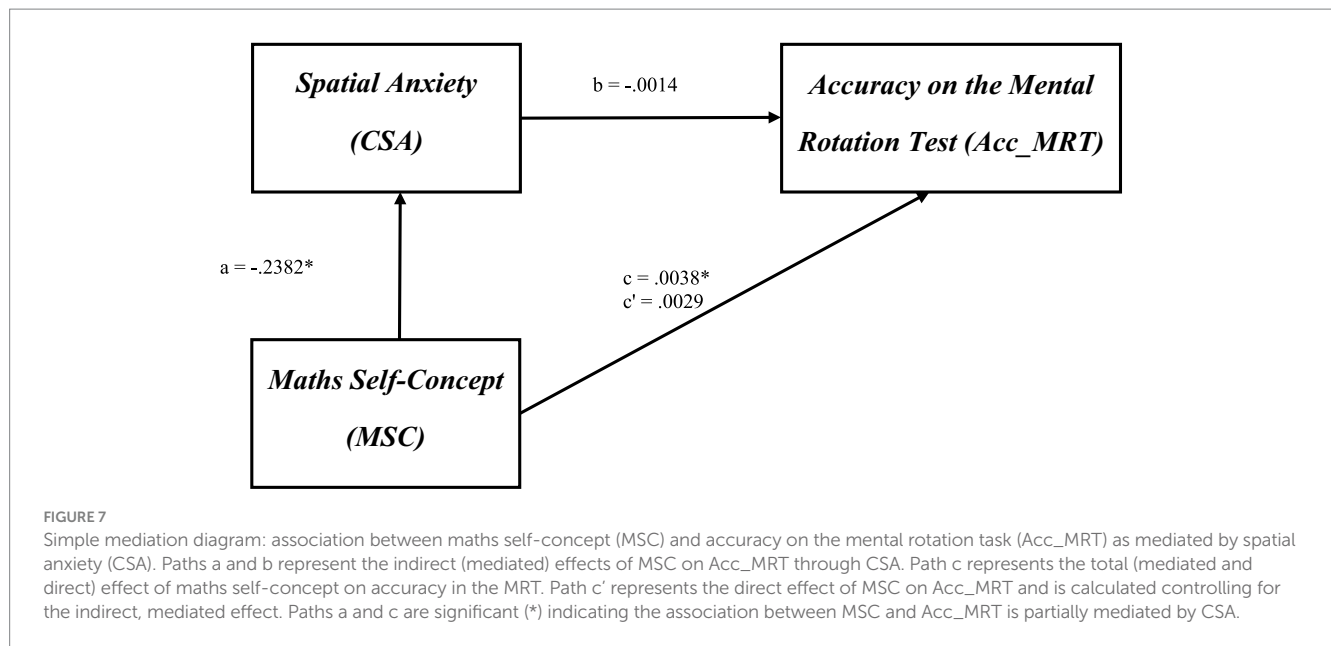 Spatial Anxiety
(CSA)
b = -.0014
Accuracy on the Mental
Rotation Test (Acc_MRT)
a = -.2382*
c = .0038*
c' = .0029
Maths Self-Concept
(MSC)
FIGURE 7
Simple mediation diagram: association between maths self-concept (MSC) and accuracy on the mental rotation task (Acc_MRT) as mediated by spatial
anxiety (CSA). Paths a and b represent the indirect (mediated) effects of MSC on Acc_MRT through CSA. Path c represents the total (mediated and
direct) effect of maths self-concept on accuracy in the MRT. Path c’ represents the direct effect of MSC on Acc_MRT and is calculated controlling for
the indirect, mediated effect. Paths a and c are significant (*) indicating the association between MSC and Acc_MRT is partially mediated by CSA.